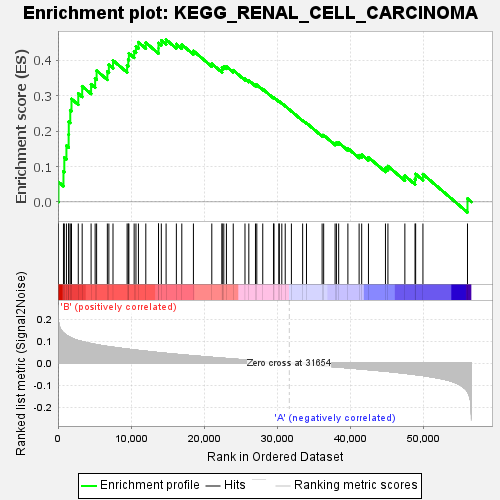 Enrichment plot: KEGG_RENAL_CELL_CARCINOMA
Enrichment score (ES)
0.4
0.3
0.2
0.1
0.0
'B' (positively correlated)
Ranked list metric (Signal2Noise)
0.2
0.1
0.0
-0.1
-0.2
Zero cross at 31654
'A' (negatively correlated)
0 10,000 20,000 30,000 40,000 50,000
Rank in Ordered Dataset
Enrichment profile Hits Ranking metric scores